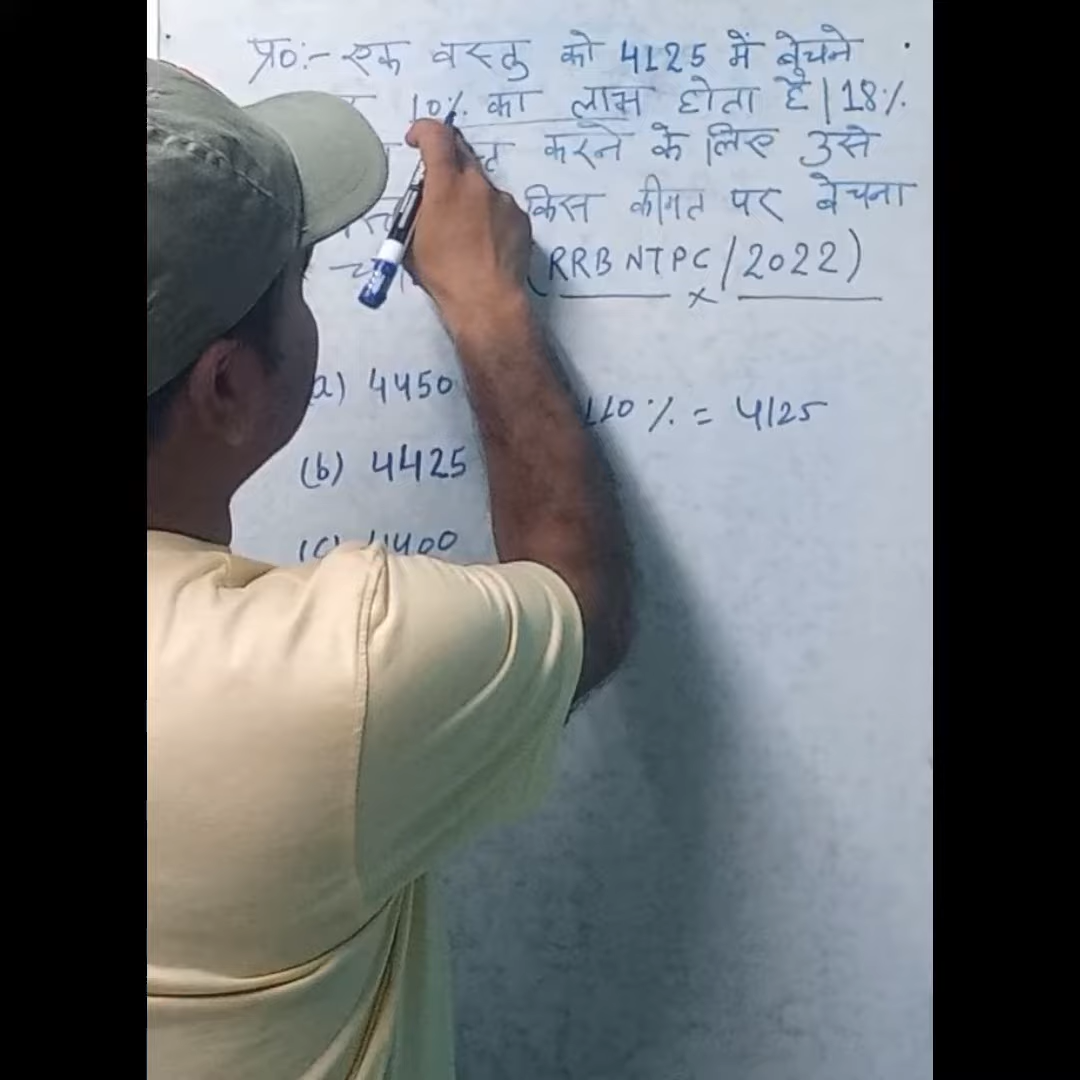 प्र०:- एक वस्तु को 4125 में बेचने
10% का लाभ होता है | 18%
करने के लिए उसे
किस कीमत पर बेचना
(RRB NTPC/2022)
(a) 4450
110% = 4125
(b) 4425
(c) 4400